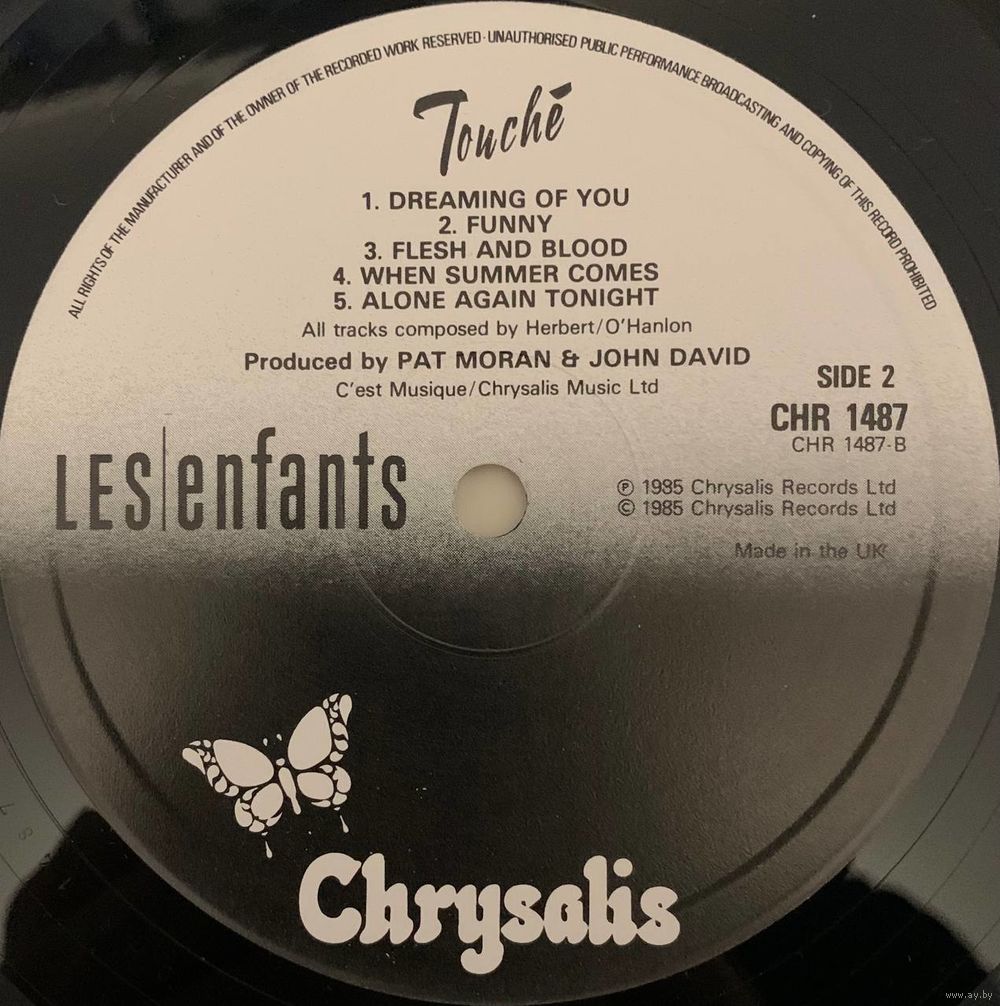 ALL RIGHTS OF THE MANUFACTURER AND OF THE OWNER OF THE RECORDED WORK RESERVED · UNAUTHORISED PUBLIC PERFORMANCE BROADCASTING AND COPYING OF THIS RECORD PROHIBITED
Touché
1. DREAMING OF YOU
2. FUNNY
3. FLESH AND BLOOD
4. WHEN SUMMER COMES
5. ALONE AGAIN TONIGHT
All tracks composed by Herbert/O'Hanlon
Produced by PAT MORAN & JOHN DAVID
C'est Musique/Chrysalis Music Ltd
SIDE 2
CHR 1487
CHR 1487-B
LES|enfants
℗ 1985 Chrysalis Records Ltd
© 1985 Chrysalis Records Ltd
Made in the UK
Chrysalis
www.ay.by